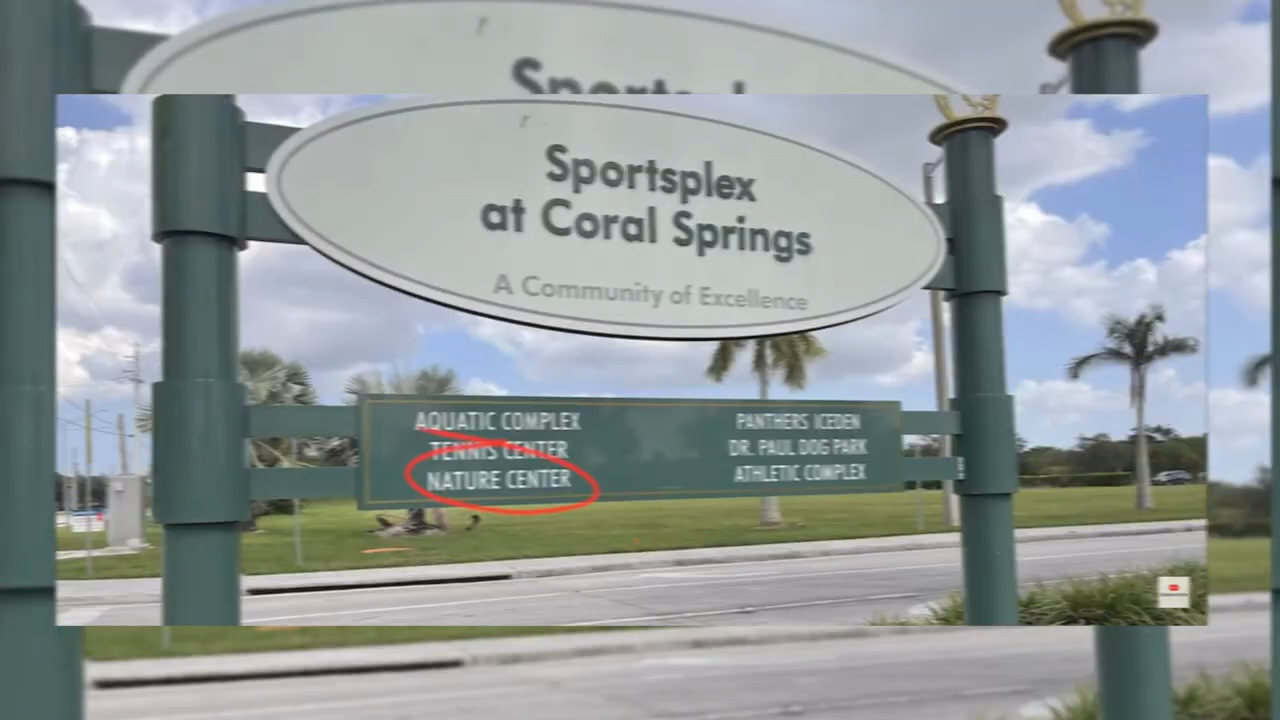 Sportsplex
at Coral Springs
A Community of Excellence
AQUATIC COMPLEX
TENNIS CENTER
NATURE CENTER
PANTHERS ICEDEN
DR. PAUL DOG PARK
ATHLETIC COMPLEX